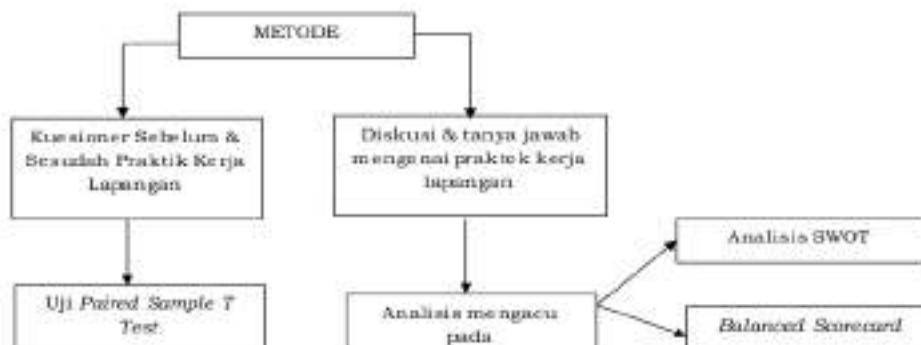 METODE
Kuesioner Sebelum &
Sesudah Praktik Kerja
Lapangan
Diskusi & tanya jawab
mengenai praktek kerja
lapangan
Analisis SWOT
Uji Paired Sample T
Test
Analisis mengacu
pada
Balanced Scorecard